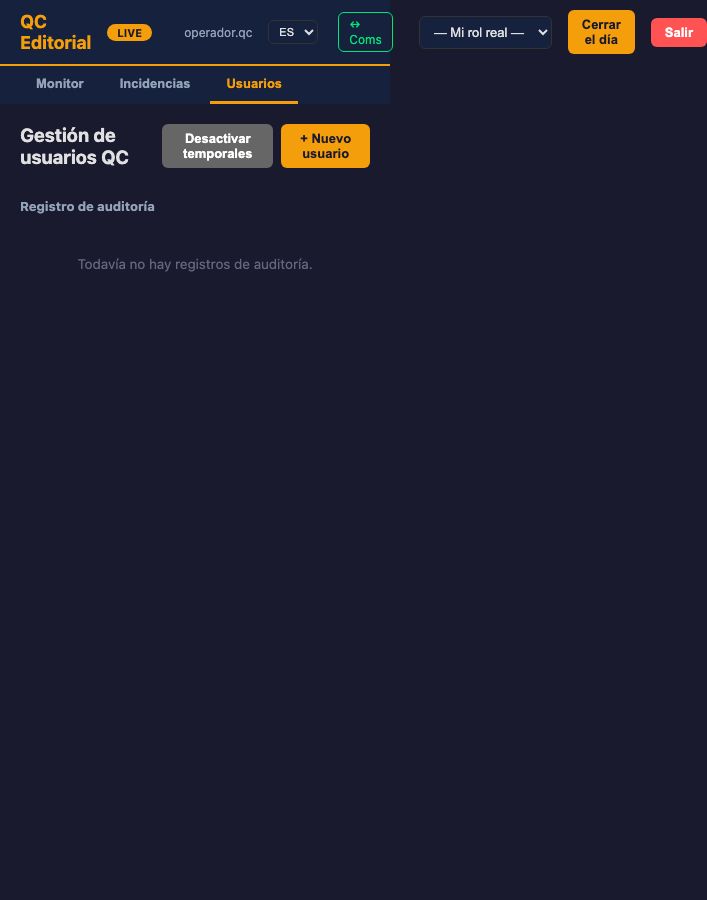 QC
Editorial
LIVE
operador.qc
ES
↔
Coms
— Mi rol real —
Cerrar
el día
Salir
Monitor
Incidencias
Usuarios
Gestión de
usuarios QC
Desactivar
temporales
+ Nuevo
usuario
Registro de auditoría
Todavía no hay registros de auditoría.